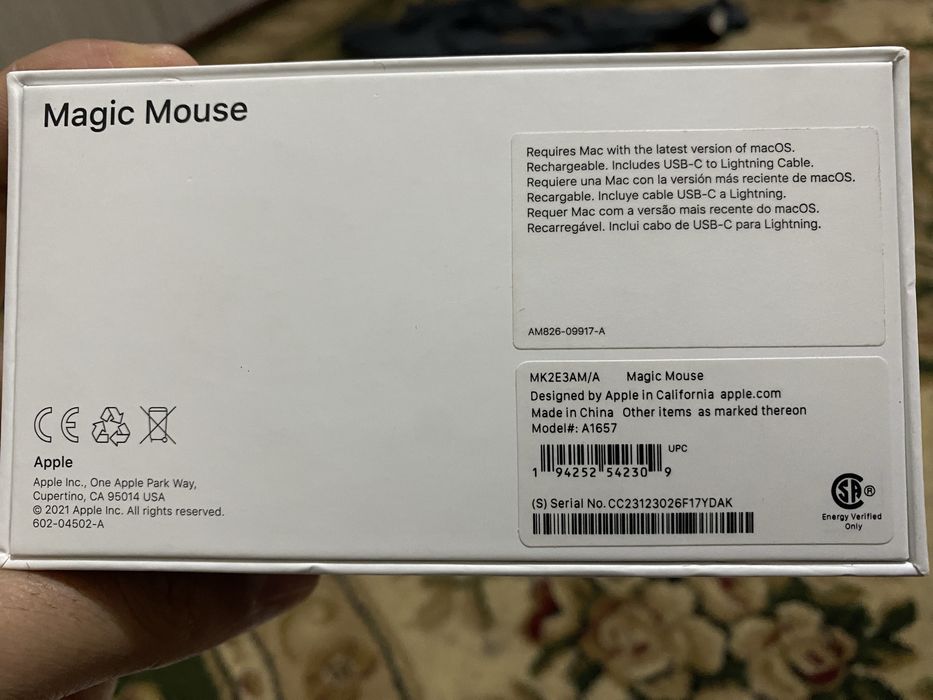 Magic Mouse
Requires Mac with the latest version of macOS.
Rechargeable. Includes USB-C to Lightning Cable.
Requiere una Mac con la versión más reciente de macOS.
Recargable. Incluye cable USB-C a Lightning.
Requer Mac com a versão mais recente do macOS.
Recarregável. Inclui cabo de USB-C para Lightning.
AM826-09917-A
MK2E3AM/A Magic Mouse
Designed by Apple in California apple.com
Made in China Other items as marked thereon
Model#: A1657
UPC
1 94252 54230 9
(S) Serial No. CC23123026F17YDAK
SA ®
Energy Verified
Only
CE
Apple
Apple Inc., One Apple Park Way,
Cupertino, CA 95014 USA
© 2021 Apple Inc. All rights reserved.
602-04502-A